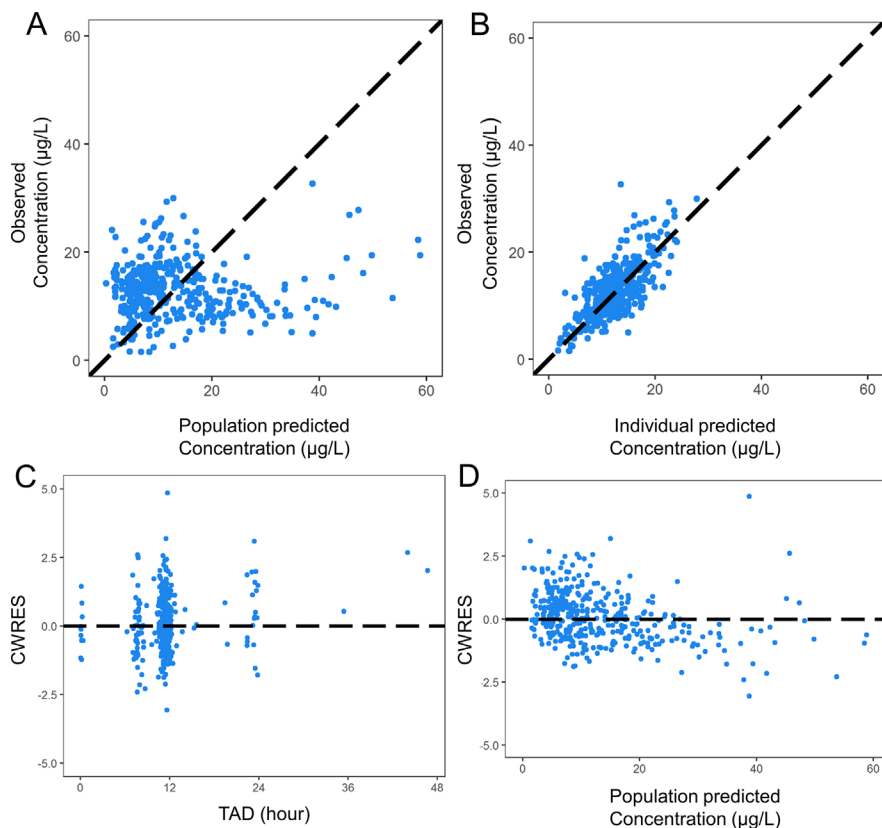 A
60
40
20
0
Observed
Concentration (µg/L)
0 20 40 60
Population predicted
Concentration (µg/L)
B
60
40
20
0
Observed
Concentration (µg/L)
0 20 40 60
Individual predicted
Concentration (µg/L)
C
5.0
2.5
0.0
-2.5
-5.0
CWRES
0 12 24 36 48
TAD (hour)
D
5.0
2.5
0.0
-2.5
-5.0
CWRES
0 20 40 60
Population predicted
Concentration (µg/L)